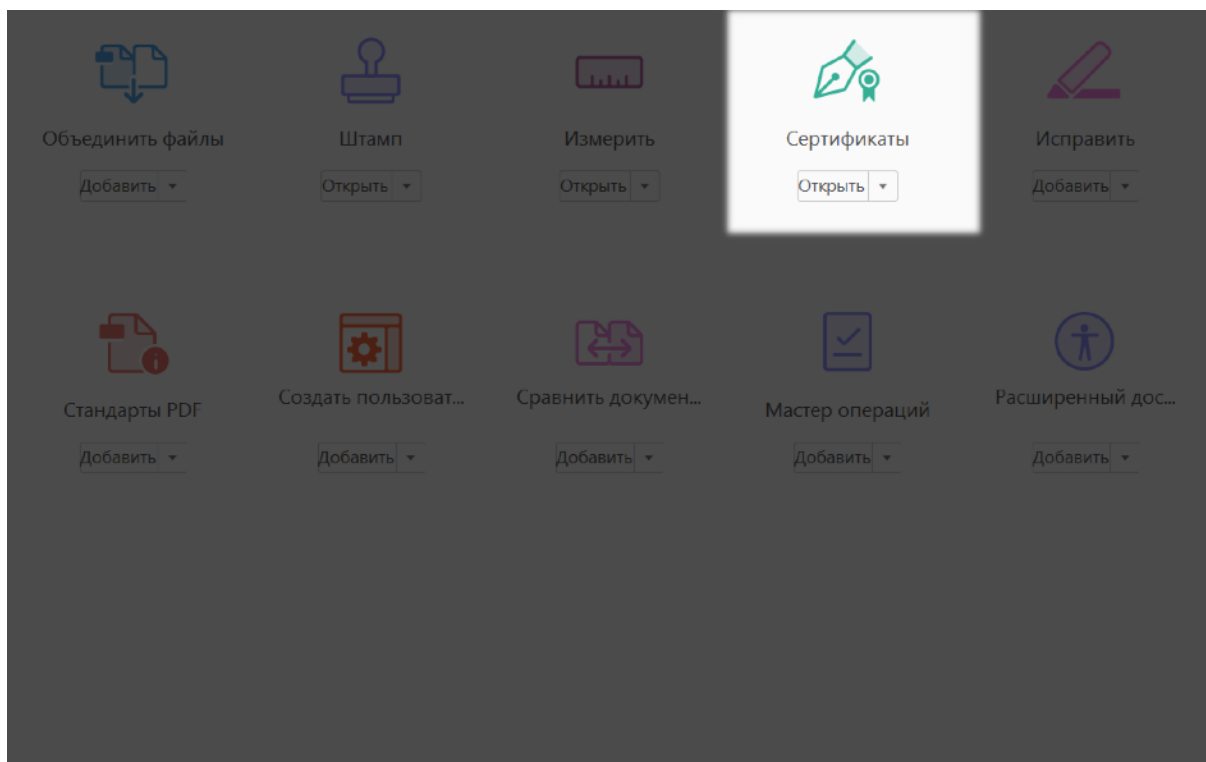 Объединить файлы
Штамп
Измерить
Сертификаты
Исправить
Добавить
Открыть
Открыть
Открыть
Добавить
Стандарты PDF
Создать пользоват...
Сравнить докумен...
Мастер операций
Расширенный дос...
Добавить
Добавить
Добавить
Добавить
Добавить